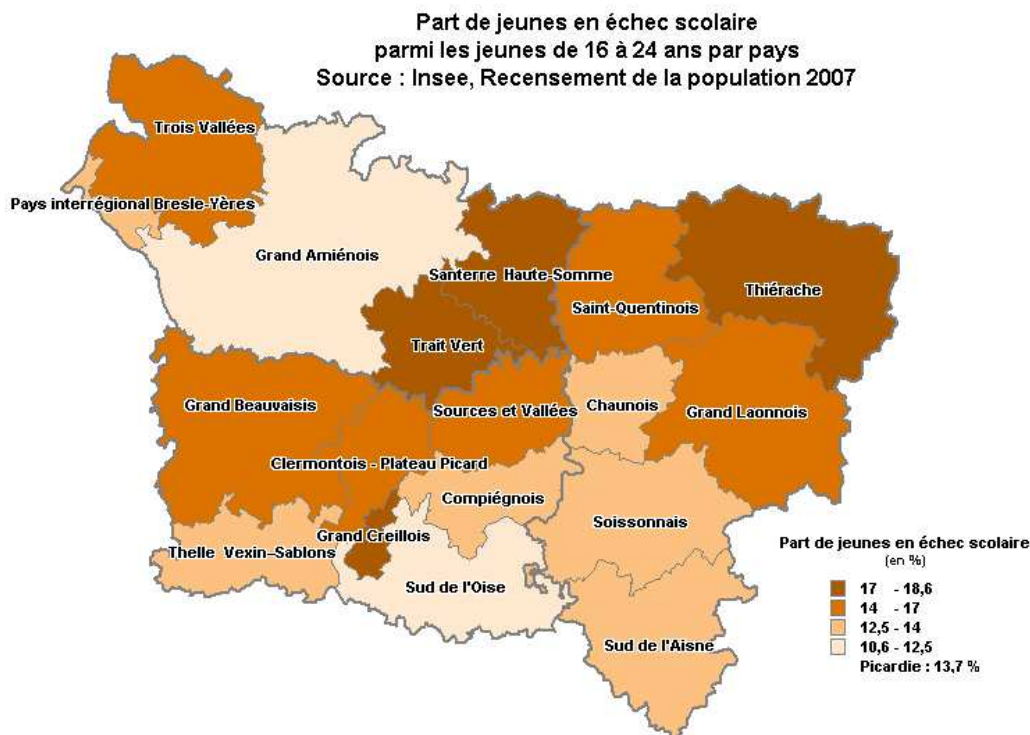 Part de jeunes en échec scolaire
parmi les jeunes de 16 à 24 ans par pays
Source : Insee, Recensement de la population 2007
Trois Vallées
Pays interrégional Bresle-Yères
Grand Amiénois
Santerre Haute-Somme
Thiérache
Saint-Quentinois
Trait Vert
Grand Beauvaisis
Sources et Vallées
Chaunois
Grand Laonnois
Clermontois - Plateau Picard
Compiégnois
Soissonnais
Grand Creillois
Thelle Vexin-Sablons
Sud de l'Oise
Sud de l'Aisne
Part de jeunes en échec scolaire
(en %)
17 - 18,6
14 - 17
12,5 - 14
10,6 - 12,5
Picardie : 13,7 %